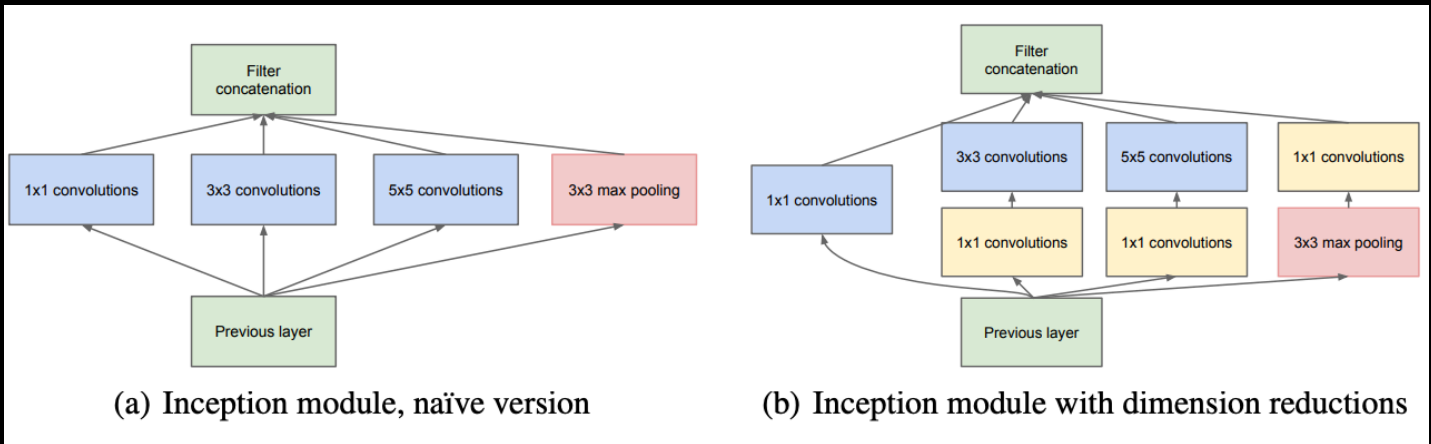 Filter
concatenation
1x1 convolutions
3x3 convolutions
5x5 convolutions
3x3 max pooling
Previous layer
(a) Inception module, naïve version
Filter
concatenation
3x3 convolutions
5x5 convolutions
1x1 convolutions
1x1 convolutions
1x1 convolutions
1x1 convolutions
3x3 max pooling
Previous layer
(b) Inception module with dimension reductions